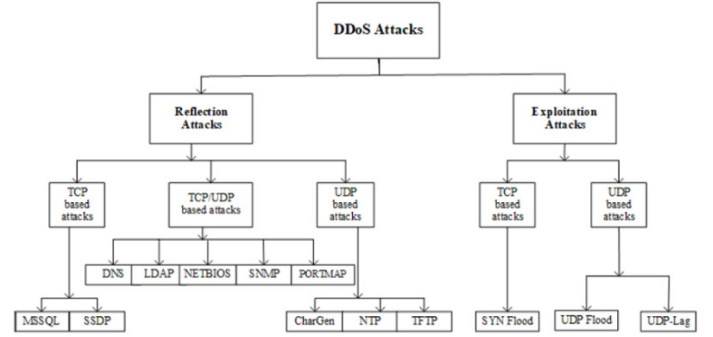 DDoS Attacks
Reflection
Attacks
Exploitation
Attacks
TCP
based
attacks
TCP/UDP
based attacks
UDP
based
attacks
TCP
based
attacks
UDP
based
attacks
DNS
LDAP
NETBIOS
SNMP
PORTMAP
MSSQL
SSDP
CharGen
NTP
TFTP
SYN Flood
UDP Flood
UDP-Lag